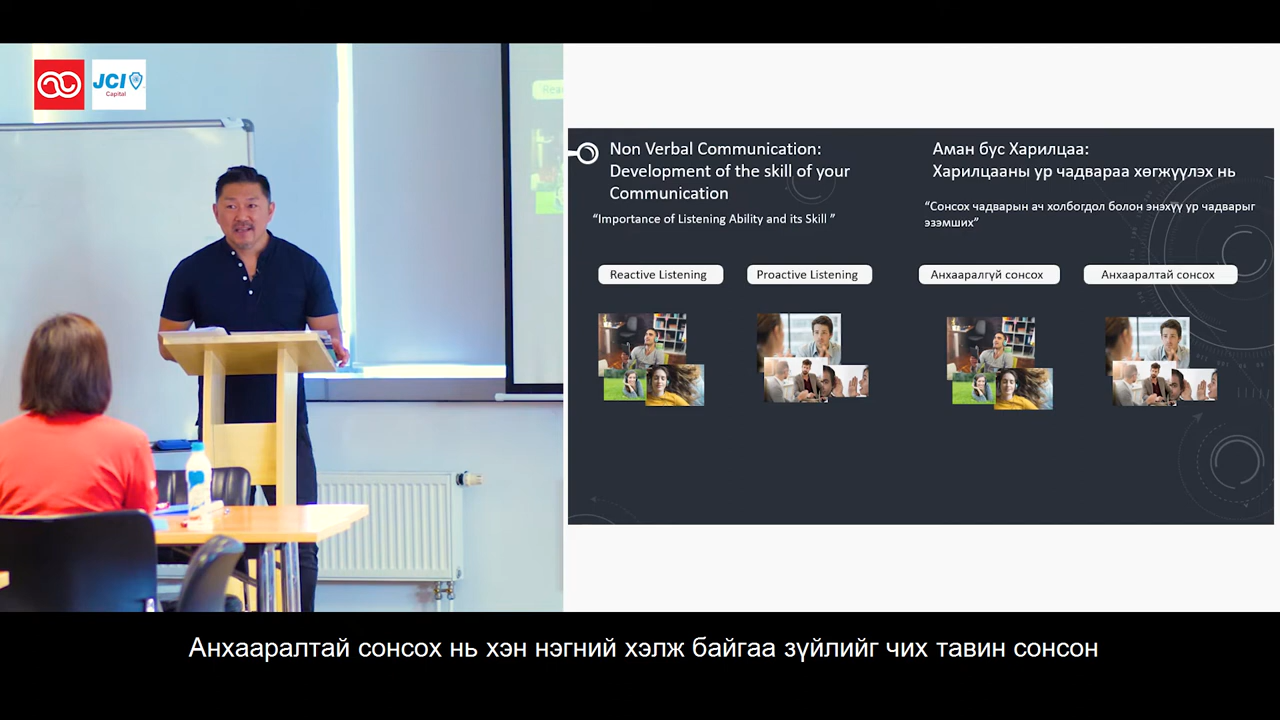 JCI
Capital
Non Verbal Communication:
Development of the skill of your
Communication
“Importance of Listening Ability and its Skill ”
Reactive Listening
Proactive Listening
Аман бус Харилцаа:
Харилцааны ур чадвараа хөгжүүлэх нь
“Сонсох чадварын ач холбогдол болон энэхүү ур чадварыг
эзэмших”
Анхааралгүй сонсох
Анхааралтай сонсох
Анхааралтай сонсох нь хэн нэгний хэлж байгаа зүйлийг чих тавин сонсон